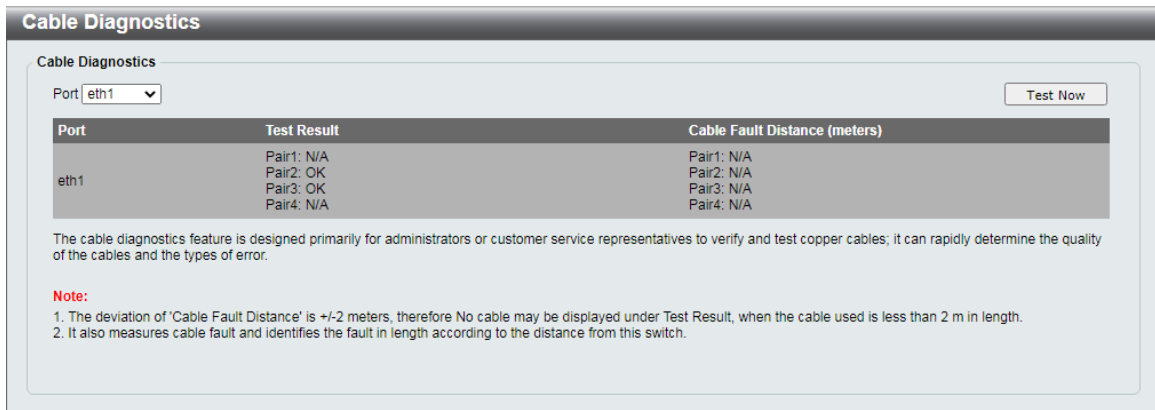 Cable Diagnostics
Cable Diagnostics
Port eth1 Test Now
Port Test Result Cable Fault Distance (meters)
eth1
Pair1: N/A Pair1: N/A
Pair2: OK Pair2: N/A
Pair3: OK Pair3: N/A
Pair4: N/A Pair4: N/A
The cable diagnostics feature is designed primarily for administrators or customer service representatives to verify and test copper cables; it can rapidly determine the quality
of the cables and the types of error.
Note:
1. The deviation of 'Cable Fault Distance' is +/-2 meters, therefore No cable may be displayed under Test Result, when the cable used is less than 2 m in length.
2. It also measures cable fault and identifies the fault in length according to the distance from this switch.